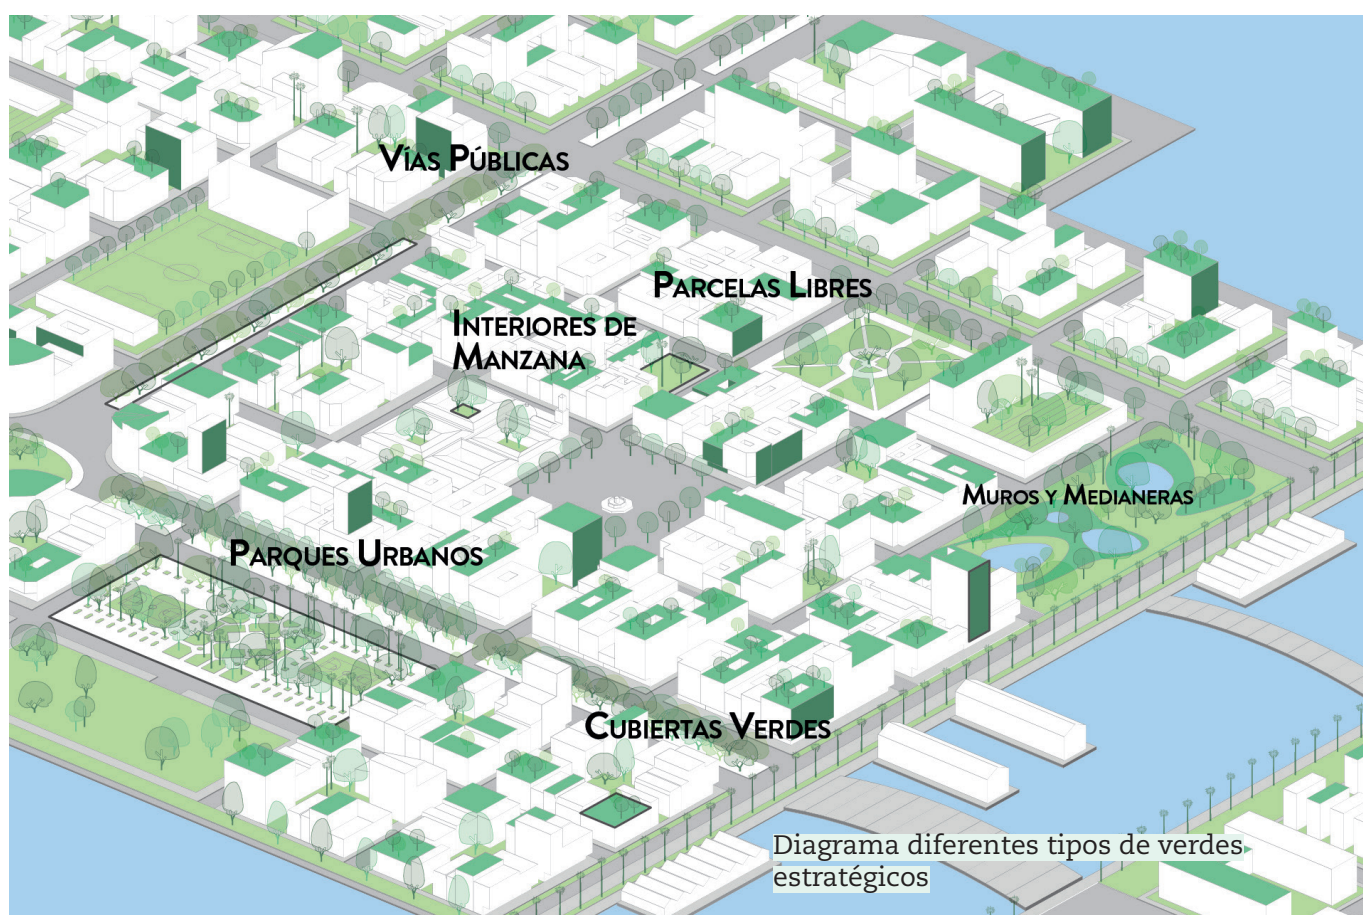 Vías Públicas
Parcelas Libres
Interiores de
Manzana
Muros y Medianeras
Parques Urbanos
Cubiertas Verdes
Diagrama diferentes tipos de verdes
estratégicos